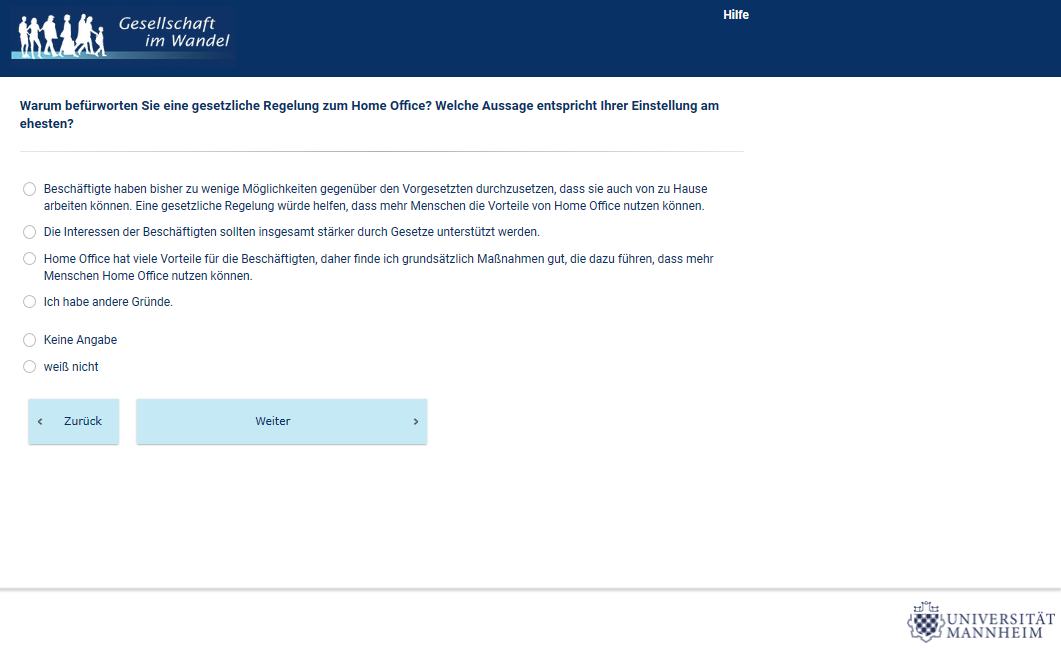 Gesellschaft
im Wandel
Hilfe
Warum befürworten Sie eine gesetzliche Regelung zum Home Office? Welche Aussage entspricht Ihrer Einstellung am
ehesten?
Beschäftigte haben bisher zu wenige Möglichkeiten gegenüber den Vorgesetzten durchzusetzen, dass sie auch von zu Hause
arbeiten können. Eine gesetzliche Regelung würde helfen, dass mehr Menschen die Vorteile von Home Office nutzen können.
Die Interessen der Beschäftigten sollten insgesamt stärker durch Gesetze unterstützt werden.
Home Office hat viele Vorteile für die Beschäftigten, daher finde ich grundsätzlich Maßnahmen gut, die dazu führen, dass mehr
Menschen Home Office nutzen können.
Ich habe andere Gründe.
Keine Angabe
weiß nicht
‹ Zurück
Weiter ›
UNIVERSITÄT
MANNHEIM